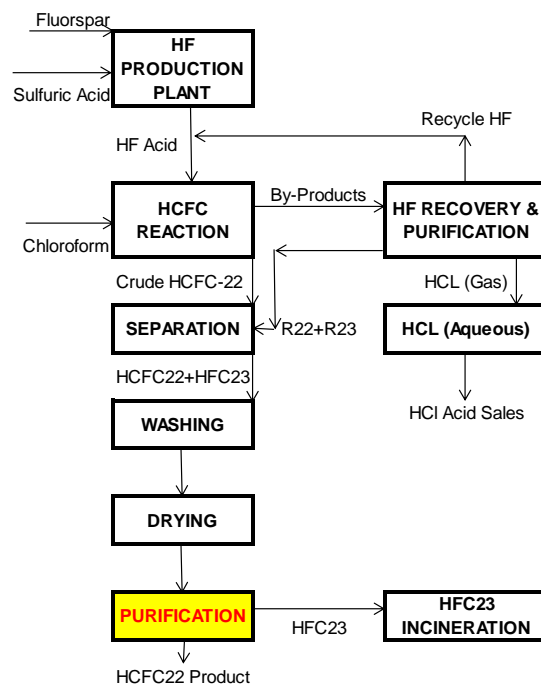 Fluorspar
HF
PRODUCTION
PLANT
Sulfuric Acid
Recycle HF
HF Acid
HCFC
REACTION
By-Products
HF RECOVERY &
PURIFICATION
Chloroform
Crude HCFC-22
HCL (Gas)
SEPARATION
R22+R23
HCL (Aqueous)
HCFC22+HFC23
HCl Acid Sales
WASHING
DRYING
PURIFICATION
HFC23
HFC23
INCINERATION
HCFC22 Product